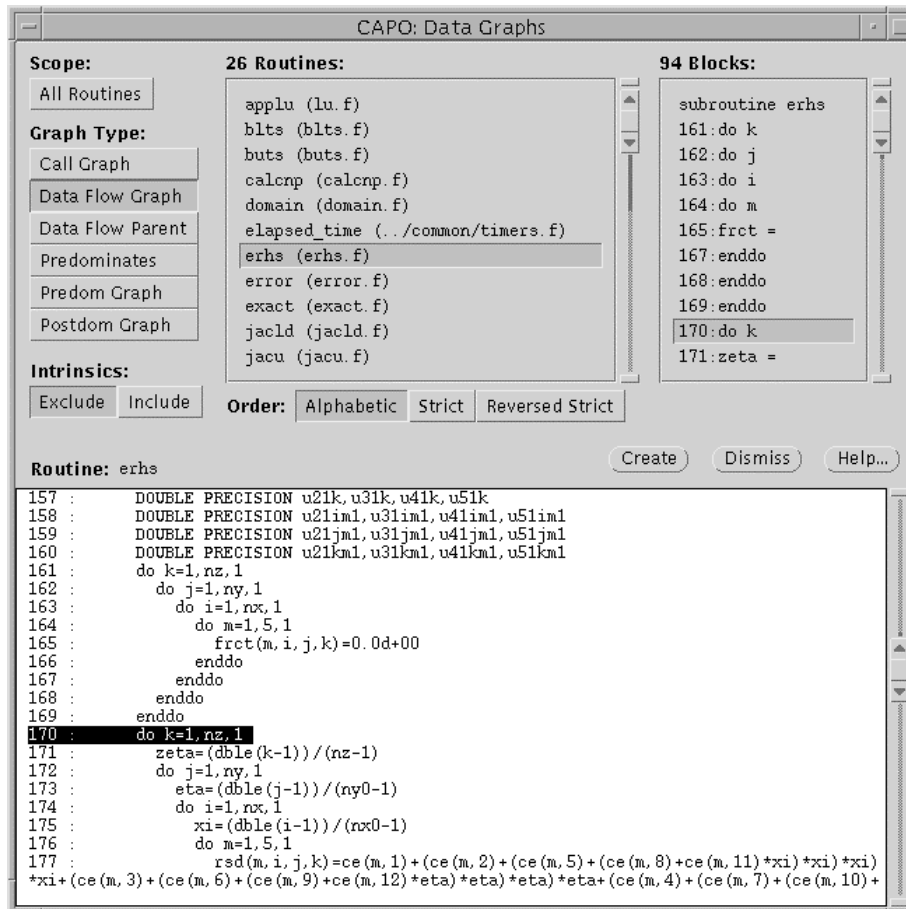 CAPO: Data Graphs
Scope:
All Routines
Graph Type:
Call Graph
Data Flow Graph
Data Flow Parent
Predominates
Predom Graph
Postdom Graph
Intrinsics:
Exclude Include
26 Routines:
applu (lu.f)
blts (blts.f)
buts (buts.f)
calcnp (calcnp.f)
domain (domain.f)
elapsed_time (../common/timers.f)
erhs (erhs.f)
error (error.f)
exact (exact.f)
jacld (jacld.f)
jacu (jacu.f)
94 Blocks:
subroutine erhs
161:do k
162:do j
163:do i
164:do m
165:frct =
167:enddo
168:enddo
169:enddo
170:do k
171:zeta =
Order: Alphabetic Strict Reversed Strict
Create Dismiss Help...
Routine: erhs
157 : DOUBLE PRECISION u21k,u31k,u41k,u51k
158 : DOUBLE PRECISION u21im1,u31im1,u41im1,u51im1
159 : DOUBLE PRECISION u21jm1,u31jm1,u41jm1,u51jm1
160 : DOUBLE PRECISION u21km1,u31km1,u41km1,u51km1
161 : do k=1,nz,1
162 : do j=1,ny,1
163 : do i=1,nx,1
164 : do m=1,5,1
165 : frct(m,i,j,k)=0.0d+00
166 : enddo
167 : enddo
168 : enddo
169 : enddo
170 : do k=1,nz,1
171 : zeta=(dble(k-1))/(nz-1)
172 : do j=1,ny,1
173 : eta=(dble(j-1))/(ny0-1)
174 : do i=1,nx,1
175 : xi=(dble(i-1))/(nx0-1)
176 : do m=1,5,1
177 : rsd(m,i,j,k)=ce(m,1)+(ce(m,2)+(ce(m,5)+(ce(m,8)+ce(m,11)*xi)*xi)*xi)
*xi+(ce(m,3)+(ce(m,6)+(ce(m,9)+ce(m,12)*eta)*eta)*eta)*eta+(ce(m,4)+(ce(m,7)+(ce(m,10)+